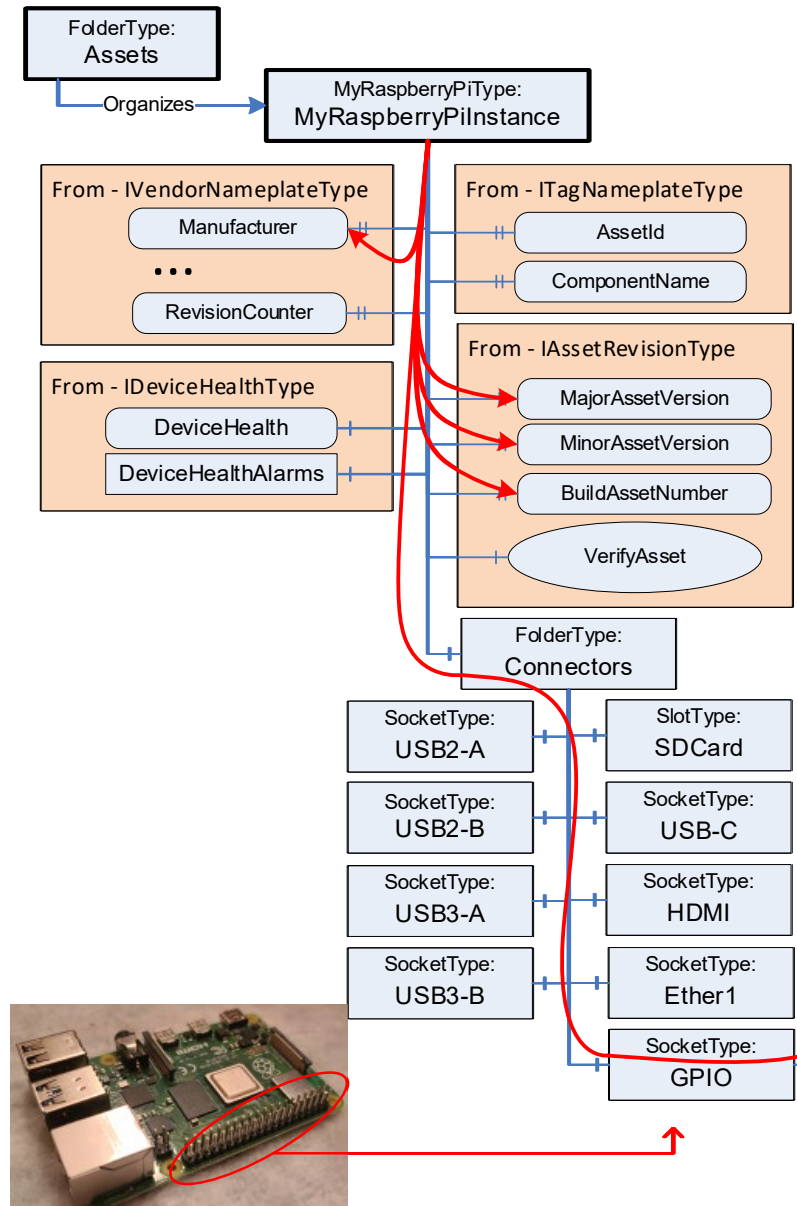 FolderType:
Assets
Organizes
MyRaspberryPiType:
MyRaspberryPiInstance
From - IVendorNameplateType
Manufacturer
...
RevisionCounter
From - ITagNameplateType
AssetId
ComponentName
From - IDeviceHealthType
DeviceHealth
DeviceHealthAlarms
From - IAssetRevisionType
MajorAssetVersion
MinorAssetVersion
BuildAssetNumber
VerifyAsset
FolderType:
Connectors
SocketType:
USB2-A
SlotType:
SDCard
SocketType:
USB2-B
SocketType:
USB-C
SocketType:
USB3-A
SocketType:
HDMI
SocketType:
USB3-B
SocketType:
Ether1
SocketType:
GPIO